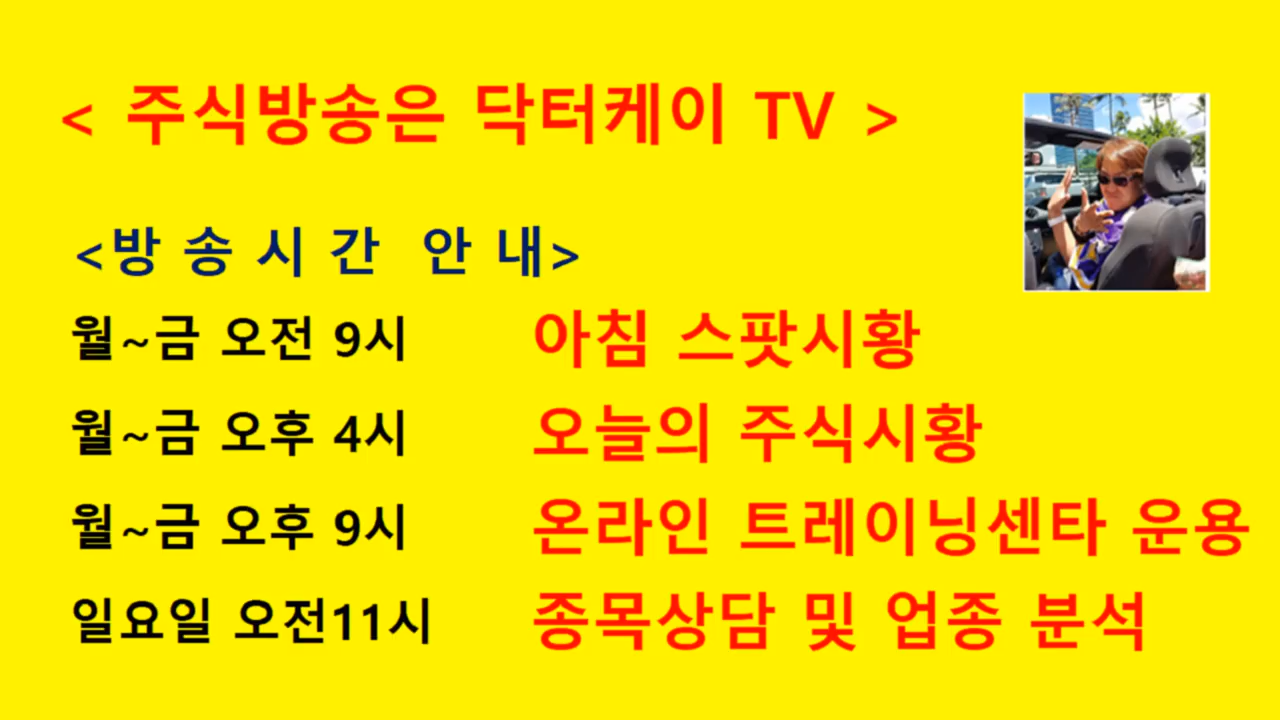 < 주식방송은 닥터케이 TV >
<방 송 시 간 안 내>
월~금 오전 9시 아침 스팟시황
월~금 오후 4시 오늘의 주식시황
월~금 오후 9시 온라인 트레이닝센타 운용
일요일 오전11시 종목상담 및 업종 분석